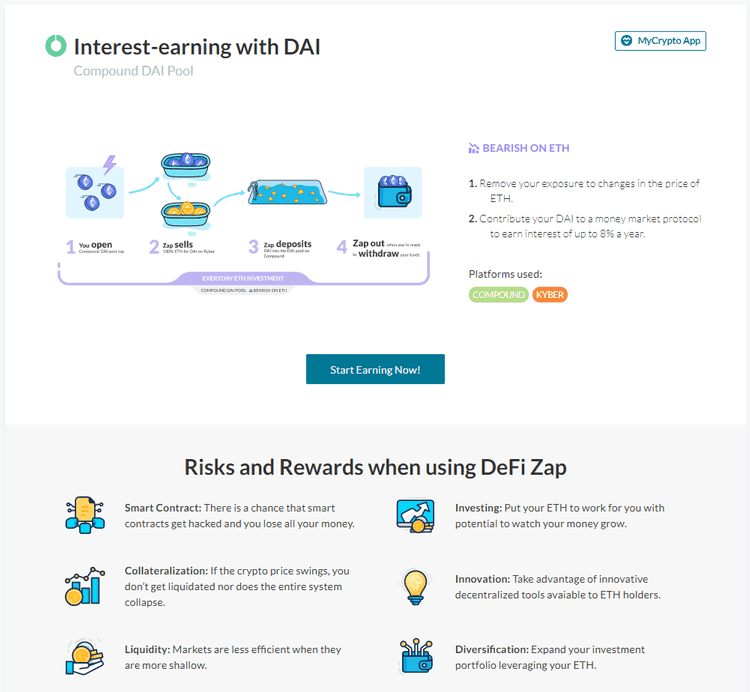 Interest-earning with DAI
Compound DAI Pool
MyCrypto App
BEARISH ON ETH
1. Remove your exposure to changes in the price of
ETH.
2. Contribute your DAI to a money market protocol
to earn interest of up to 8% a year.
Platforms used:
COMPOUND KYBER
1 You open
Compound DAI pool zap
2 Zap sells
100% ETH for DAI on Kyber
3 Zap deposits
DAI into the DAI pool on
Compound
4 Zap out when you're ready
to withdraw your funds
EVERYDAY ETH INVESTMENT
COMPOUND DAI POOL BEARISH ON ETH
Start Earning Now!
Risks and Rewards when using DeFi Zap
Smart Contract: There is a chance that smart
contracts get hacked and you lose all your money.
Collateralization: If the crypto price swings, you
don't get liquidated nor does the entire system
collapse.
Liquidity: Markets are less efficient when they
are more shallow.
Investing: Put your ETH to work for you with
potential to watch your money grow.
Innovation: Take advantage of innovative
decentralized tools avaiable to ETH holders.
Diversification: Expand your investment
portfolio leveraging your ETH.